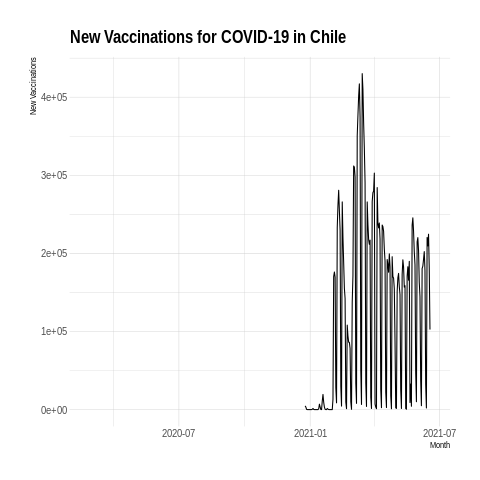 New Vaccinations for COVID-19 in Chile
New Vaccinations
4e+05
3e+05
2e+05
1e+05
0e+00
2020-07
2021-01
2021-07
Month